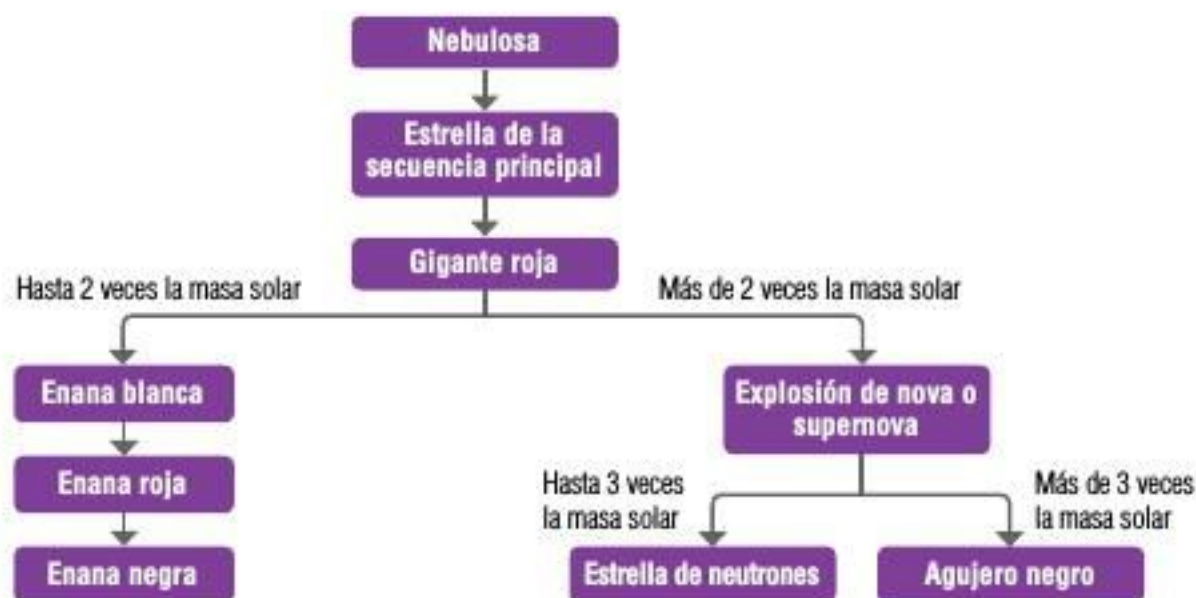 Nebulosa
Estrella de la
secuencia principal
Gigante roja
Hasta 2 veces la masa solar
Más de 2 veces la masa solar
Enana blanca
Enana roja
Enana negra
Explosión de nova o
supernova
Hasta 3 veces
la masa solar
Más de 3 veces
la masa solar
Estrella de neutrones
Agujero negro